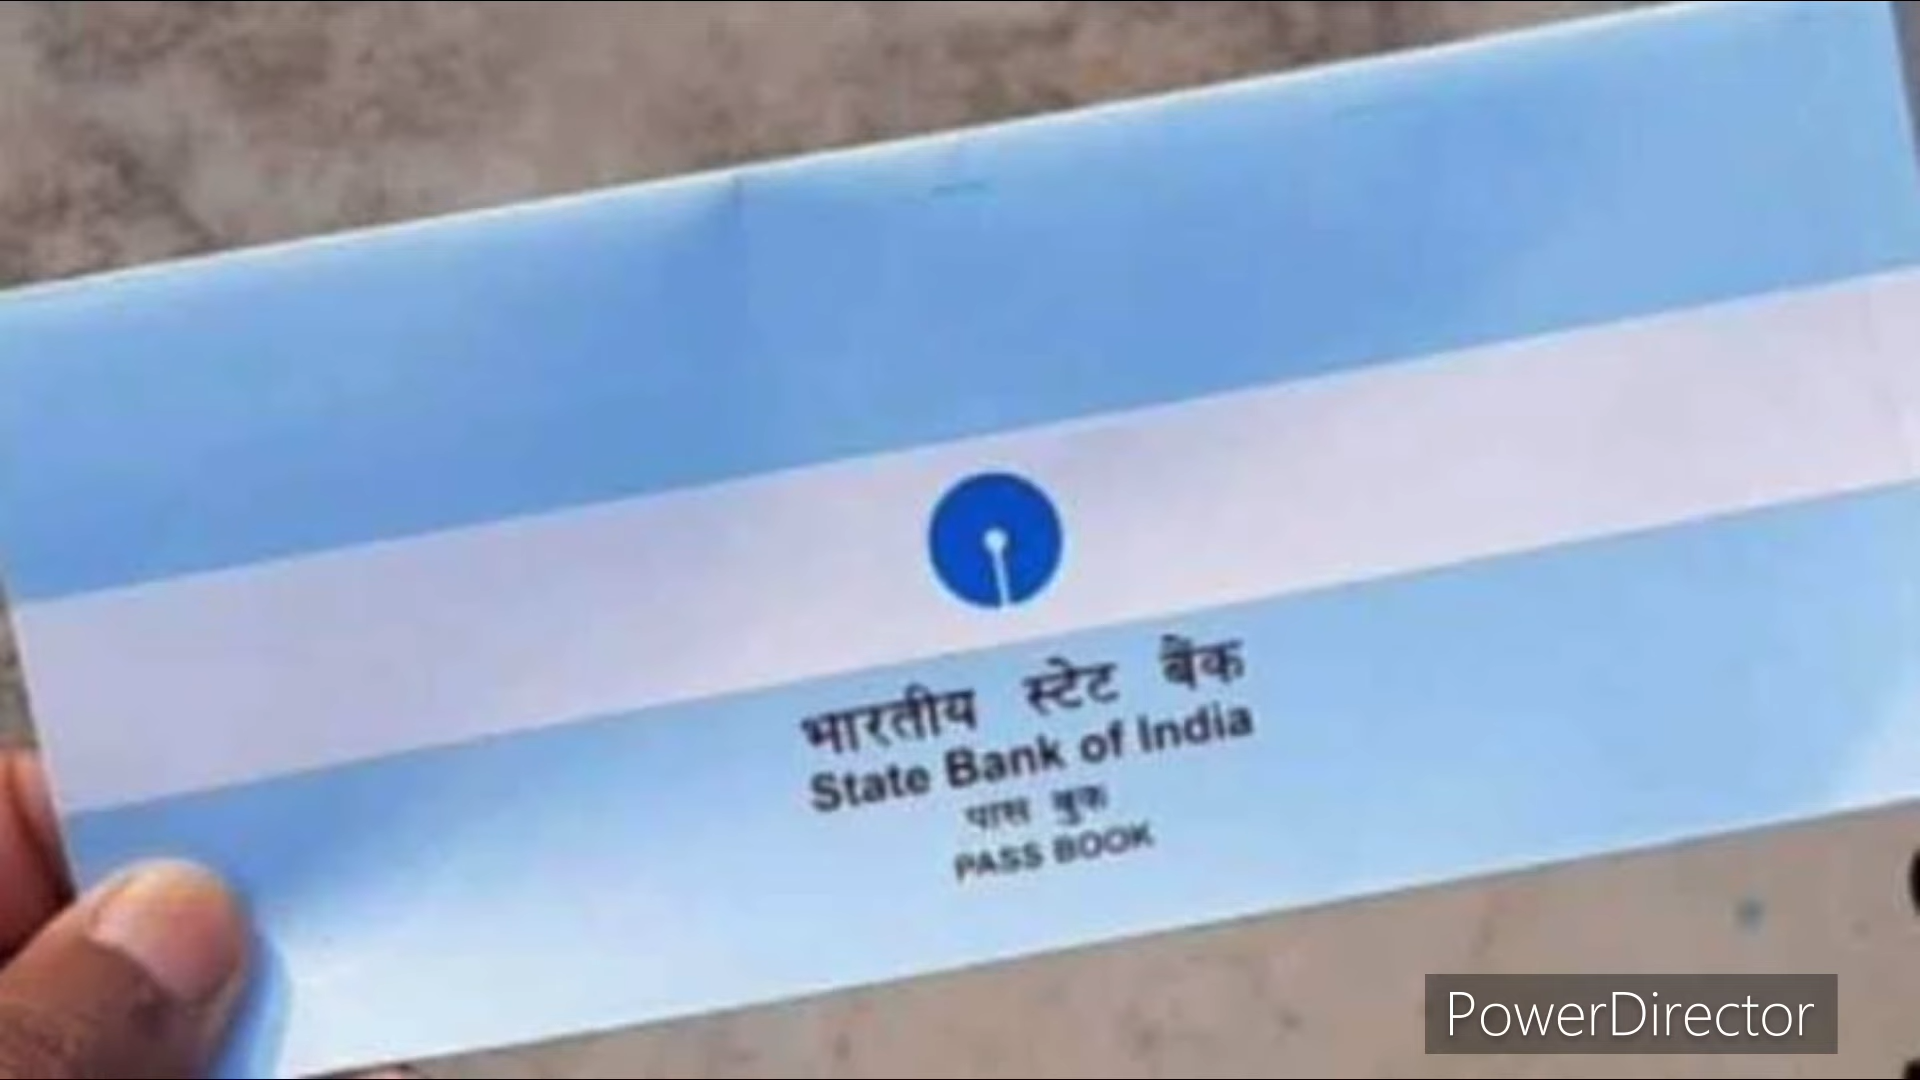 भारतीय स्टेट बैंक
State Bank of India
पास बुक
PASS BOOK
PowerDirector